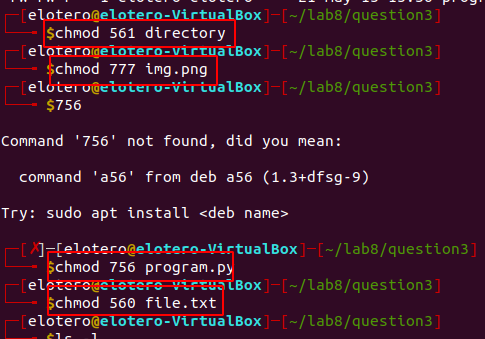 ┌─[elotero@elotero-VirtualBox]─[~/lab8/question3]
└──╼ $chmod 561 directory
┌─[elotero@elotero-VirtualBox]─[~/lab8/question3]
└──╼ $chmod 777 img.png
┌─[elotero@elotero-VirtualBox]─[~/lab8/question3]
└──╼ $756

Command '756' not found, did you mean:

  command 'a56' from deb a56 (1.3+dfsg-9)

Try: sudo apt install <deb name>

┌─[✗]─[elotero@elotero-VirtualBox]─[~/lab8/question3]
└──╼ $chmod 756 program.py
┌─[elotero@elotero-VirtualBox]─[~/lab8/question3]
└──╼ $chmod 560 file.txt
┌─[elotero@elotero-VirtualBox]─[~/lab8/question3]